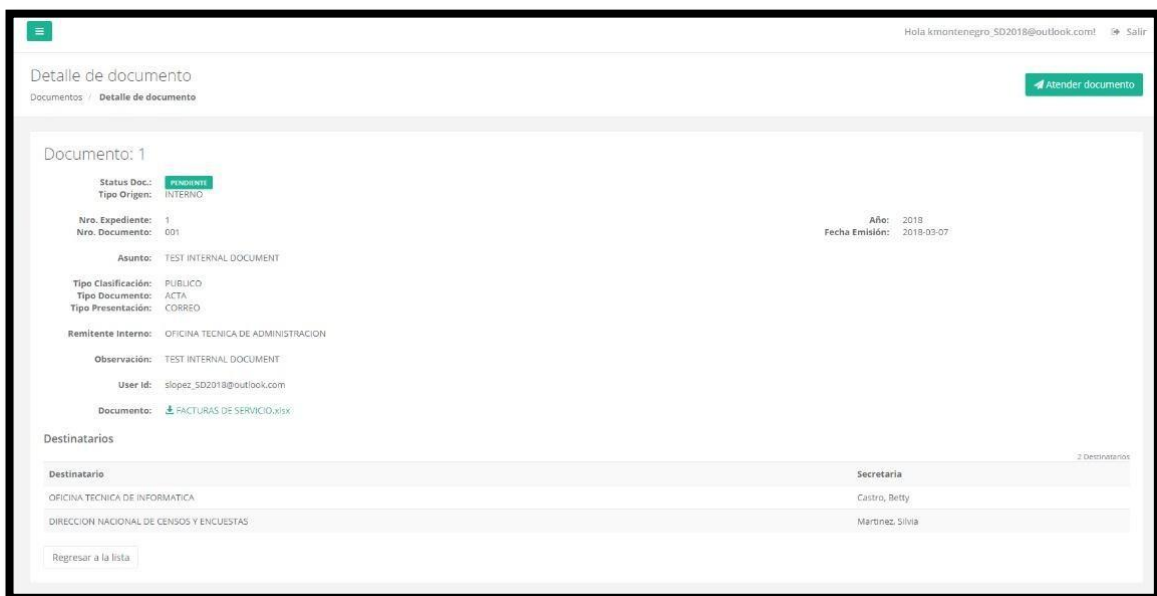 Hola kmontenegro_SD2018@outlook.com! Salir
Detalle de documento
Documentos / Detalle de documento
Atender documento
Documento: 1
Status Doc.: PENDIENTE
Tipo Origen: INTERNO
Nro. Expediente: 1 Año: 2018
Nro. Documento: 001 Fecha Emisión: 2018-03-07
Asunto: TEST INTERNAL DOCUMENT
Tipo Clasificación: PUBLICO
Tipo Documento: ACTA
Tipo Presentación: CORREO
Remitente Interno: OFICINA TECNICA DE ADMINISTRACION
Observación: TEST INTERNAL DOCUMENT
User Id: slopez_SD2018@outlook.com
Documento: FACTURAS DE SERVICIO.xlsx
Destinatarios
2 Destinatarios
Destinatario Secretaria
OFICINA TECNICA DE INFORMATICA Castro, Betty
DIRECCION NACIONAL DE CENSOS Y ENCUESTAS Martinez, Silvia
Regresar a la lista